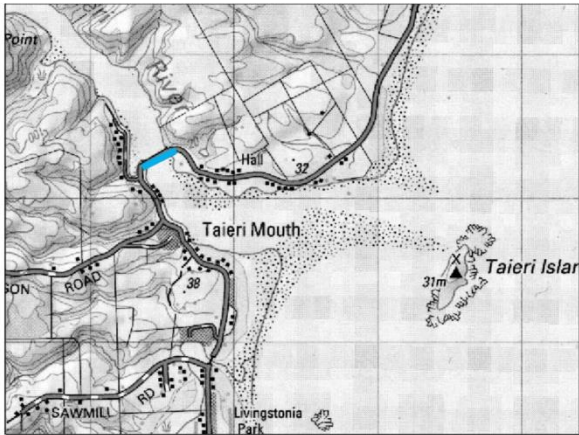 Point
River
Hall
32
Taieri Mouth
Taieri Islan
31m
SON ROAD
38
SAWMILL RD
Livingstonia
Park